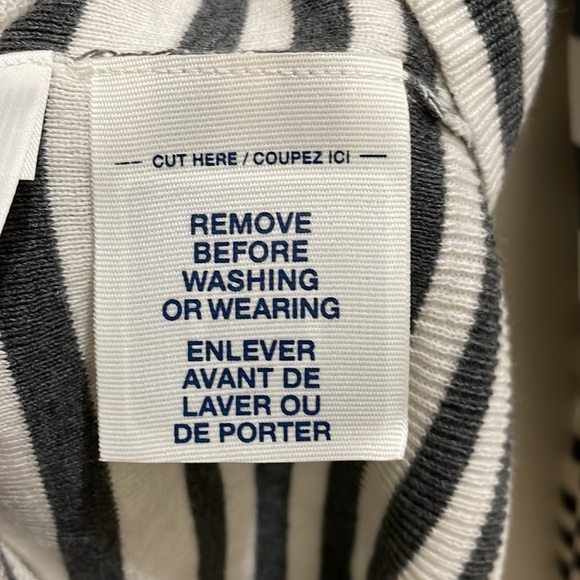 CUT HERE / COUPEZ ICI
REMOVE
BEFORE
WASHING
OR WEARING
ENLEVER
AVANT DE
LAVER OU
DE PORTER